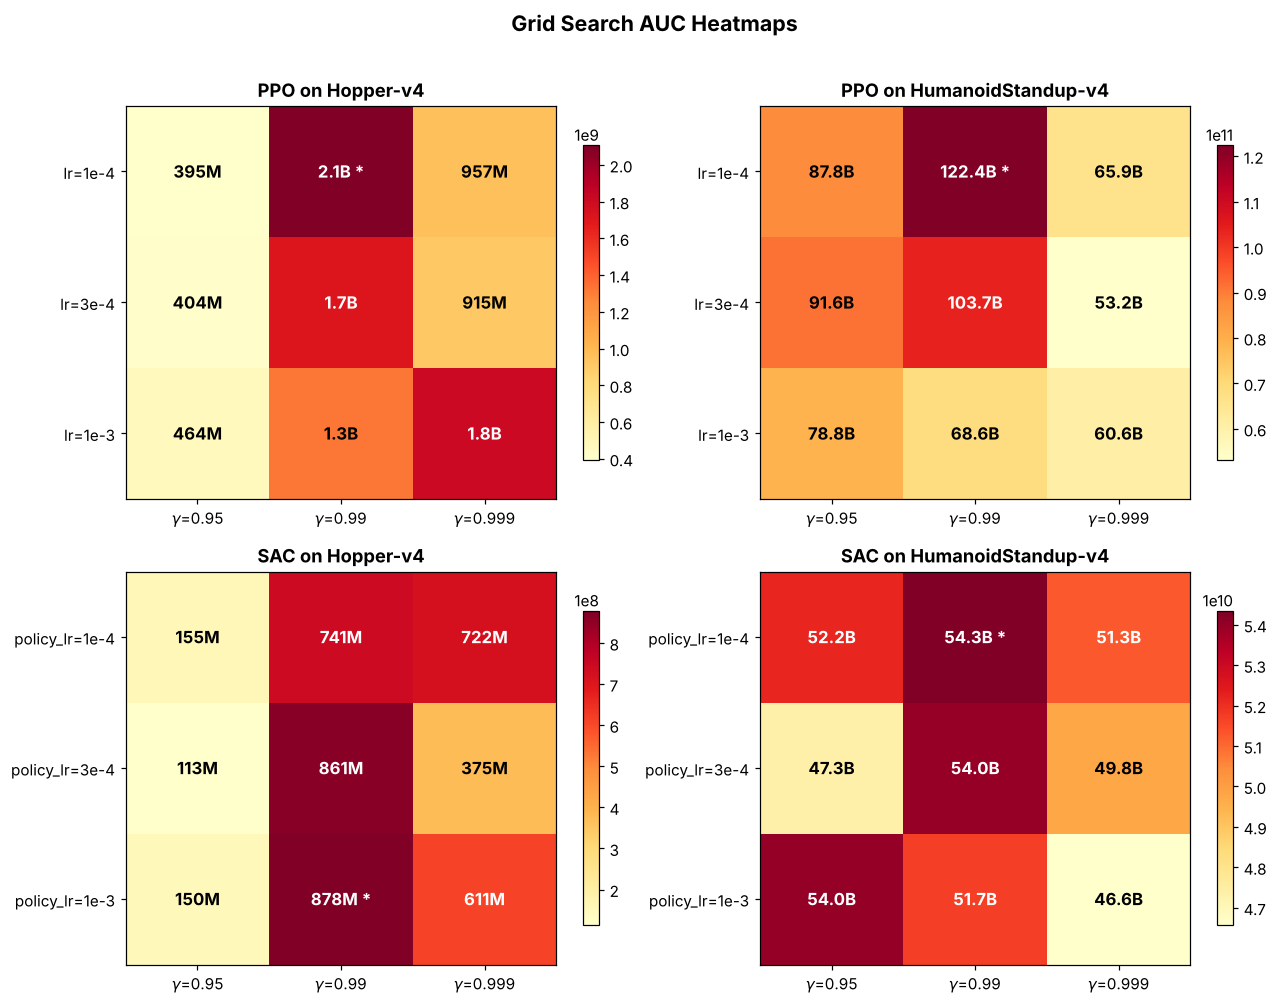 Grid Search AUC Heatmaps
PPO on Hopper-v4
1e9
lr=1e-4
395M
2.1B *
957M
lr=3e-4
404M
1.7B
915M
lr=1e-3
464M
1.3B
1.8B
γ=0.95
γ=0.99
γ=0.999
2.0
1.8
1.6
1.4
1.2
1.0
0.8
0.6
0.4
PPO on HumanoidStandup-v4
1e11
lr=1e-4
87.8B
122.4B *
65.9B
lr=3e-4
91.6B
103.7B
53.2B
lr=1e-3
78.8B
68.6B
60.6B
γ=0.95
γ=0.99
γ=0.999
1.2
1.1
1.0
0.9
0.8
0.7
0.6
SAC on Hopper-v4
1e8
policy_lr=1e-4
155M
741M
722M
policy_lr=3e-4
113M
861M
375M
policy_lr=1e-3
150M
878M *
611M
γ=0.95
γ=0.99
γ=0.999
8
7
6
5
4
3
2
SAC on HumanoidStandup-v4
1e10
policy_lr=1e-4
52.2B
54.3B *
51.3B
policy_lr=3e-4
47.3B
54.0B
49.8B
policy_lr=1e-3
54.0B
51.7B
46.6B
γ=0.95
γ=0.99
γ=0.999
5.4
5.3
5.2
5.1
5.0
4.9
4.8
4.7